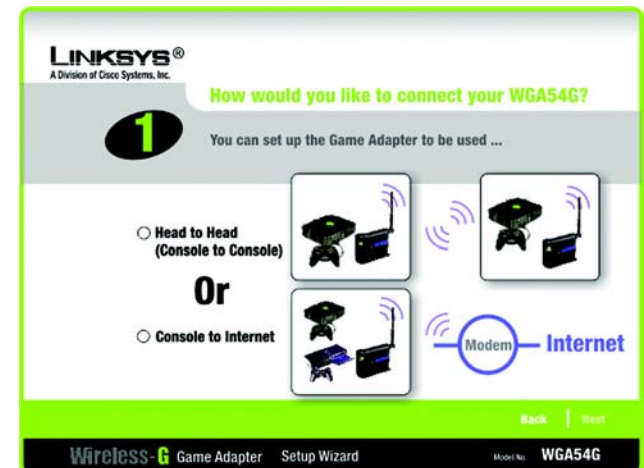 LINKSYS®
A Division of Cisco Systems, Inc.
How would you like to connect your WGA54G?
1
You can set up the Game Adapter to be used ...
Head to Head
(Console to Console)
Or
Console to Internet
Modem
Internet
Back | Next
Wireless-G Game Adapter Setup Wizard
Model No. WGA54G